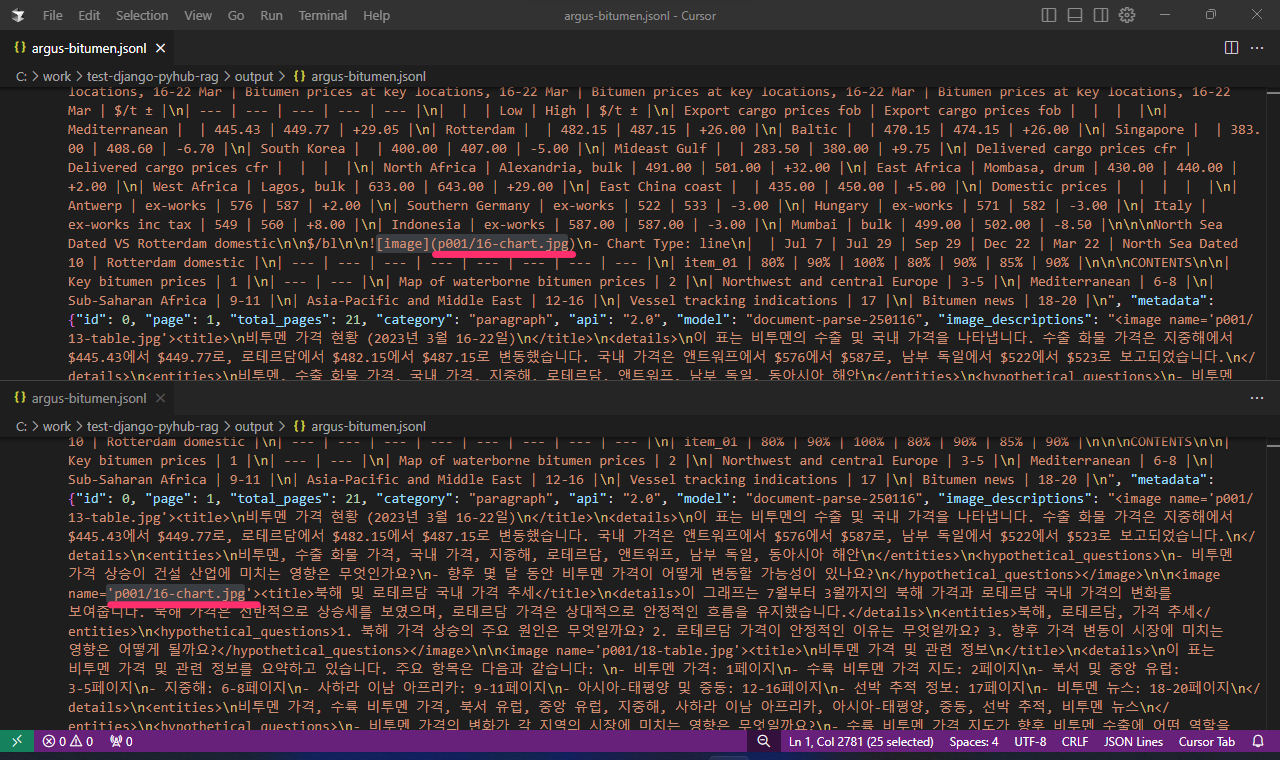 File Edit Selection View Go Run Terminal Help argus-bitumen.jsonl - Cursor
{} argus-bitumen.jsonl
C: > work > test-django-pyhub-rag > output > {} argus-bitumen.jsonl
locations, 16-22 Mar | Bitumen prices at key locations, 16-22 Mar | Bitumen prices at key locations, 16-22 Mar | Bitumen prices at key locations, 16-22
Mar | $/t ± |\n| --- | --- | --- | --- | --- |\n|  |  | Low | High | $/t ± |\n| Export cargo prices fob | Export cargo prices fob |  |  |  |\n|
Mediterranean |  | 445.43 | 449.77 | +29.05 |\n| Rotterdam |  | 482.15 | 487.15 | +26.00 |\n| Baltic |  | 470.15 | 474.15 | +26.00 |\n| Singapore |  | 383.
00 | 408.60 | -6.70 |\n| South Korea |  | 400.00 | 407.00 | -5.00 |\n| Mideast Gulf |  | 283.50 | 380.00 | +9.75 |\n| Delivered cargo prices cfr |
Delivered cargo prices cfr |  |  |  |\n| North Africa | Alexandria, bulk | 491.00 | 501.00 | +32.00 |\n| East Africa | Mombasa, drum | 430.00 | 440.00 |
+2.00 |\n| West Africa | Lagos, bulk | 633.00 | 643.00 | +29.00 |\n| East China coast |  | 435.00 | 450.00 | +5.00 |\n| Domestic prices |  |  |  |  |\n|
Antwerp | ex-works | 576 | 587 | +2.00 |\n| Southern Germany | ex-works | 522 | 533 | -3.00 |\n| Hungary | ex-works | 571 | 582 | -3.00 |\n| Italy |
ex-works inc tax | 549 | 560 | +8.00 |\n| Indonesia | ex-works | 587.00 | 587.00 | -3.00 |\n| Mumbai | bulk | 499.00 | 502.00 | -8.50 |\n\n\n\nNorth Sea
Dated VS Rotterdam domestic\n\n$/bl\n\n\n![image](p001/16-chart.jpg)\n- Chart Type: line\n|  | Jul 7 | Jul 29 | Sep 29 | Dec 22 | Mar 22 | North Sea Dated
10 | Rotterdam domestic |\n| --- | --- | --- | --- | --- | --- | --- | --- |\n| item_01 | 80% | 90% | 100% | 80% | 90% | 85% | 90% |\n\n\n\nCONTENTS\n\n|
Key bitumen prices | 1 |\n| --- | --- |\n| Map of waterborne bitumen prices | 2 |\n| Northwest and central Europe | 3-5 |\n| Mediterranean | 6-8 |\n|
Sub-Saharan Africa | 9-11 |\n| Asia-Pacific and Middle East | 12-16 |\n| Vessel tracking indications | 17 |\n| Bitumen news | 18-20 |\n", "metadata":
{"id": 0, "page": 1, "total_pages": 21, "category": "paragraph", "api": "2.0", "model": "document-parse-250116", "image_descriptions": "<image name='p001/
13-table.jpg'><title>\n비투멘 가격 현황 (2023년 3월 16-22일)\n</title>\n<details>\n이 표는 비투멘의 수출 및 국내 가격을 나타냅니다. 수출 화물 가격은 지중해에서
$445.43에서 $449.77로, 로테르담에서 $482.15에서 $487.15로 변동했습니다. 국내 가격은 앤트워프에서 $576에서 $587로, 남부 독일에서 $522에서 $523로 보고되었습니다.\n</
details>\n<entities>\n비투멘, 수출 화물 가격, 국내 가격, 지중해, 로테르담, 앤트워프, 남부 독일, 동아시아 해안\n</entities>\n<hypothetical_questions>\n- 비투멘
{} argus-bitumen.jsonl
C: > work > test-django-pyhub-rag > output > {} argus-bitumen.jsonl
10 | Rotterdam domestic |\n| --- | --- | --- | --- | --- | --- | --- | --- |\n| item_01 | 80% | 90% | 100% | 80% | 90% | 85% | 90% |\n\n\n\nCONTENTS\n\n|
Key bitumen prices | 1 |\n| --- | --- |\n| Map of waterborne bitumen prices | 2 |\n| Northwest and central Europe | 3-5 |\n| Mediterranean | 6-8 |\n|
Sub-Saharan Africa | 9-11 |\n| Asia-Pacific and Middle East | 12-16 |\n| Vessel tracking indications | 17 |\n| Bitumen news | 18-20 |\n", "metadata":
{"id": 0, "page": 1, "total_pages": 21, "category": "paragraph", "api": "2.0", "model": "document-parse-250116", "image_descriptions": "<image name='p001/
13-table.jpg'><title>\n비투멘 가격 현황 (2023년 3월 16-22일)\n</title>\n<details>\n이 표는 비투멘의 수출 및 국내 가격을 나타냅니다. 수출 화물 가격은 지중해에서
$445.43에서 $449.77로, 로테르담에서 $482.15에서 $487.15로 변동했습니다. 국내 가격은 앤트워프에서 $576에서 $587로, 남부 독일에서 $522에서 $523로 보고되었습니다.\n</
details>\n<entities>\n비투멘, 수출 화물 가격, 국내 가격, 지중해, 로테르담, 앤트워프, 남부 독일, 동아시아 해안\n</entities>\n<hypothetical_questions>\n- 비투멘
가격 상승이 건설 산업에 미치는 영향은 무엇인가요?\n- 향후 몇 달 동안 비투멘 가격이 어떻게 변동할 가능성이 있나요?\n</hypothetical_questions></image>\n\n<image
name='p001/16-chart.jpg'><title>북해 및 로테르담 국내 가격 추세</title>\n<details>이 그래프는 7월부터 3월까지의 북해 가격과 로테르담 국내 가격의 변화를
보여줍니다. 북해 가격은 전반적으로 상승세를 보였으며, 로테르담 가격은 상대적으로 안정적인 흐름을 유지했습니다.</details>\n<entities>북해, 로테르담, 가격 추세</
entities>\n<hypothetical_questions>1. 북해 가격 상승의 주요 원인은 무엇일까요? 2. 로테르담 가격이 안정적인 이유는 무엇일까요? 3. 향후 가격 변동이 시장에 미치는
영향은 어떻게 될까요?</hypothetical_questions></image>\n\n<image name='p001/18-table.jpg'><title>\n비투멘 가격 및 관련 정보\n</title>\n<details>\n이 표는
비투멘 가격 및 관련 정보를 요약하고 있습니다. 주요 항목은 다음과 같습니다: \n- 비투멘 가격: 1페이지\n- 수륙 비투멘 가격 지도: 2페이지\n- 북서 및 중앙 유럽:
3-5페이지\n- 지중해: 6-8페이지\n- 사하라 이남 아프리카: 9-11페이지\n- 아시아-태평양 및 중동: 12-16페이지\n- 선박 추적 정보: 17페이지\n- 비투멘 뉴스: 18-20페이지\n</
details>\n<entities>\n비투멘 가격, 수륙 비투멘 가격, 북서 유럽, 중앙 유럽, 지중해, 사하라 이남 아프리카, 아시아-태평양, 중동, 선박 추적, 비투멘 뉴스\n</
entities>\n<hypothetical_questions>\n- 비투멘 가격의 변화가 각 지역의 시장에 미치는 영향은 무엇일까요?\n- 수륙 비투멘 가격 지도가 향후 비투멘 수출에 어떤 역할을
0 0 0 Ln 1, Col 2781 (25 selected) Spaces: 4 UTF-8 CRLF JSON Lines Cursor Tab